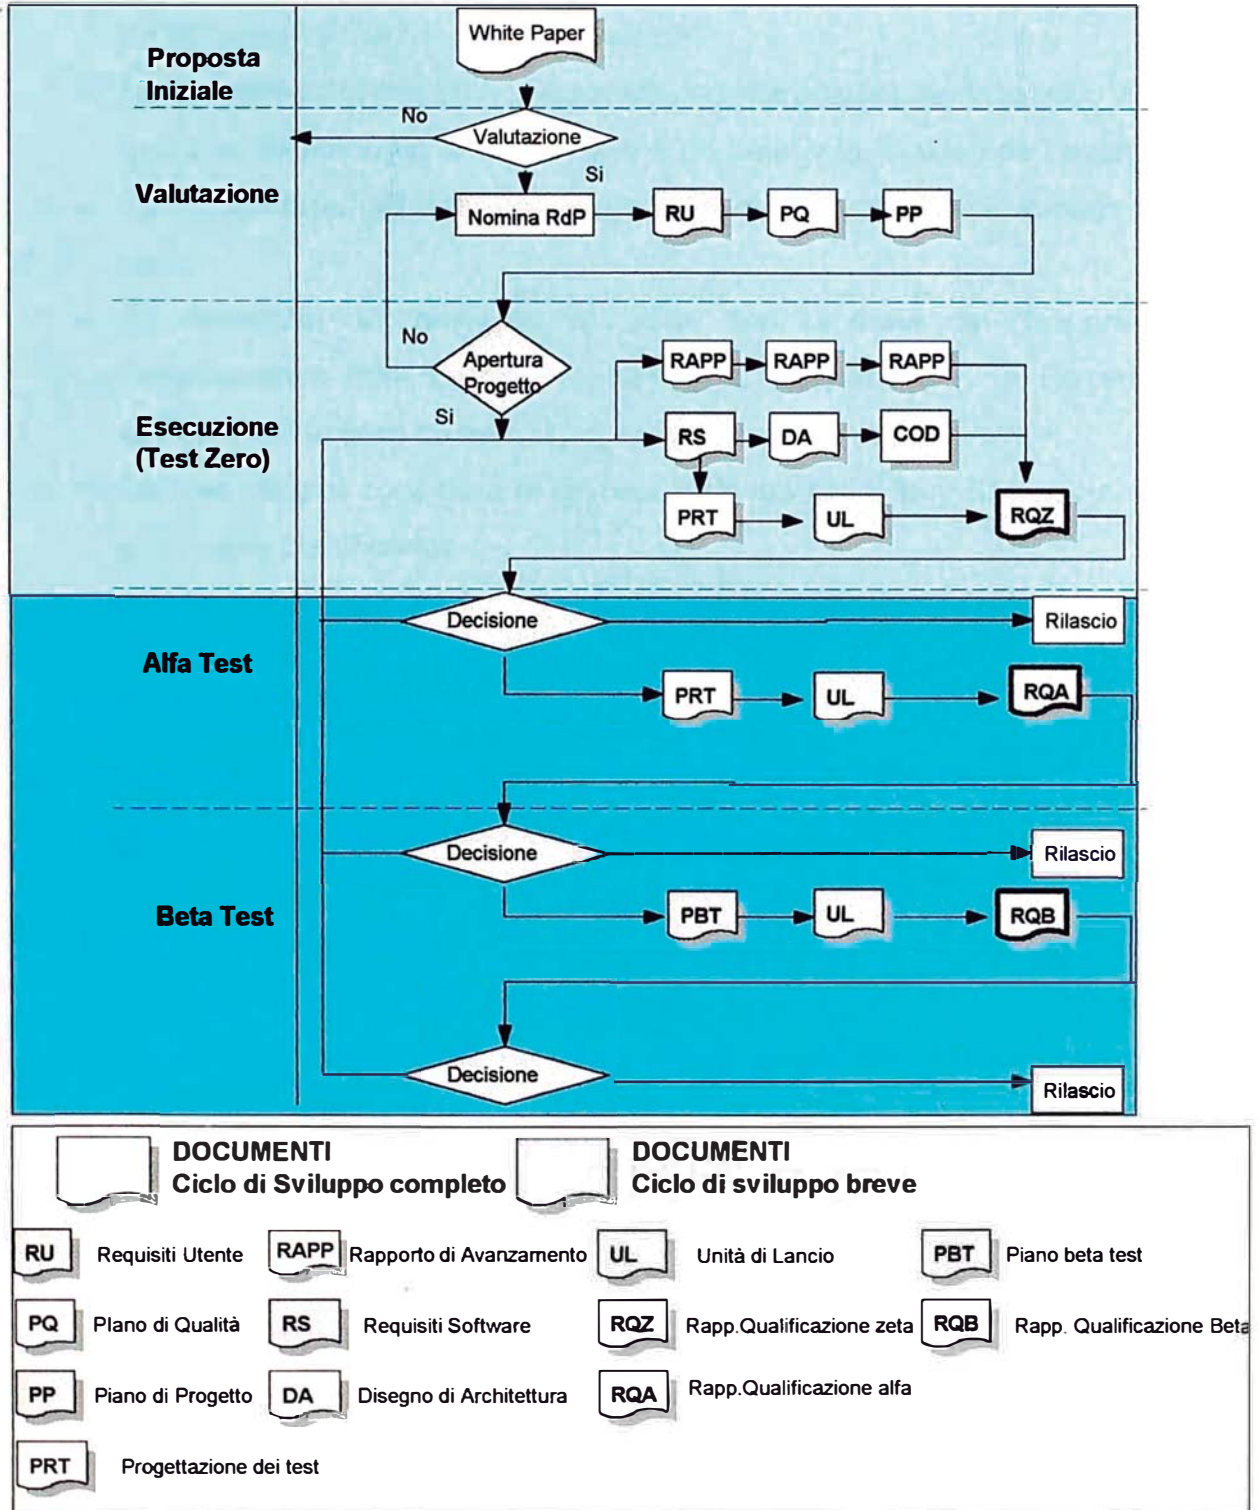 White Paper
Proposta
Iniziale
No
Valutazione
Si
Valutazione
Nomina RdP
RU
PQ
PP
No
Apertura
Progetto
RAPP
RAPP
RAPP
Si
Esecuzione
(Test Zero)
RS
DA
COD
PRT
UL
RQZ
Decisione
Rilascio
Alfa Test
PRT
UL
RQA
Decisione
Rilascio
Beta Test
PBT
UL
RQB
Decisione
Rilascio
DOCUMENTI
Ciclo di Sviluppo completo
DOCUMENTI
Ciclo di sviluppo breve
RU Requisiti Utente
RAPP Rapporto di Avanzamento
UL Unità di Lancio
PBT Piano beta test
PQ Piano di Qualità
RS Requisiti Software
RQZ Rapp.Qualificazione zeta
RQB Rapp. Qualificazione Beta
PP Piano di Progetto
DA Disegno di Architettura
RQA Rapp.Qualificazione alfa
PRT Progettazione dei test